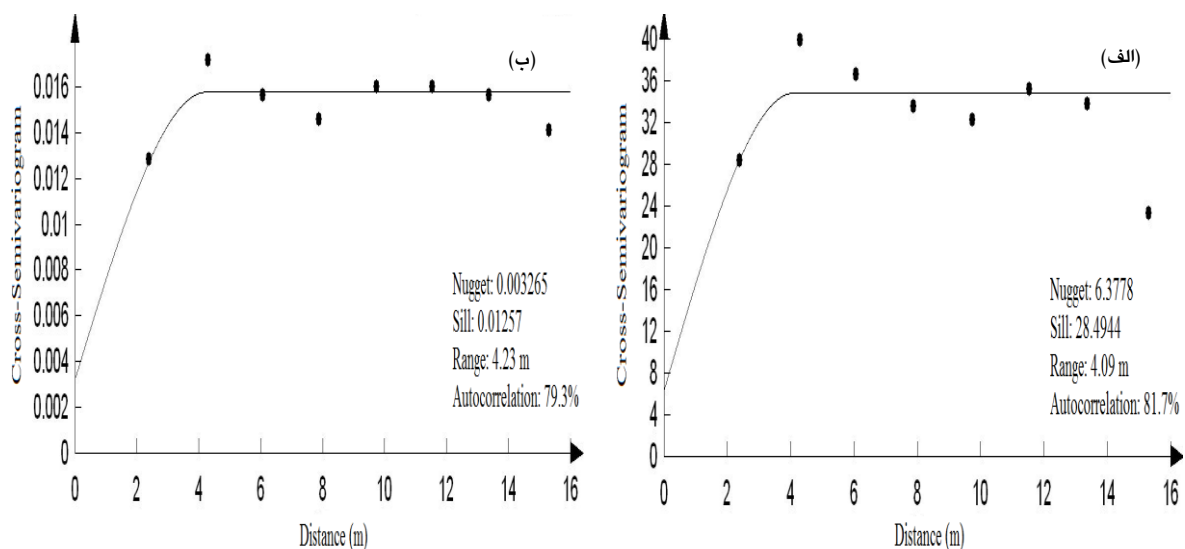 (ب)
Cross-Semivariogram
0.016
0.014
0.012
0.01
0.008
0.006
0.004
0.002
0
0 2 4 6 8 10 12 14 16
Distance (m)
Nugget: 0.003265
Sill: 0.01257
Range: 4.23 m
Autocorrelation: 79.3%
(الف)
Cross-Semivariogram
40
36
32
28
24
20
16
12
8
4
0
0 2 4 6 8 10 12 14 16
Distance (m)
Nugget: 6.3778
Sill: 28.4944
Range: 4.09 m
Autocorrelation: 81.7%